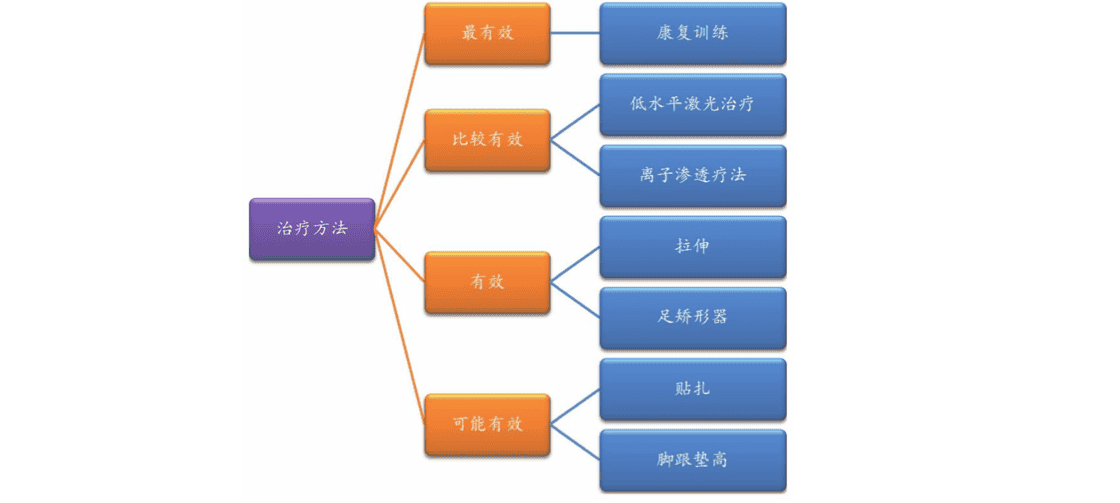 治疗方法
最有效
康复训练
比较有效
低水平激光治疗
离子渗透疗法
有效
拉伸
足矫形器
可能有效
贴扎
脚跟垫高